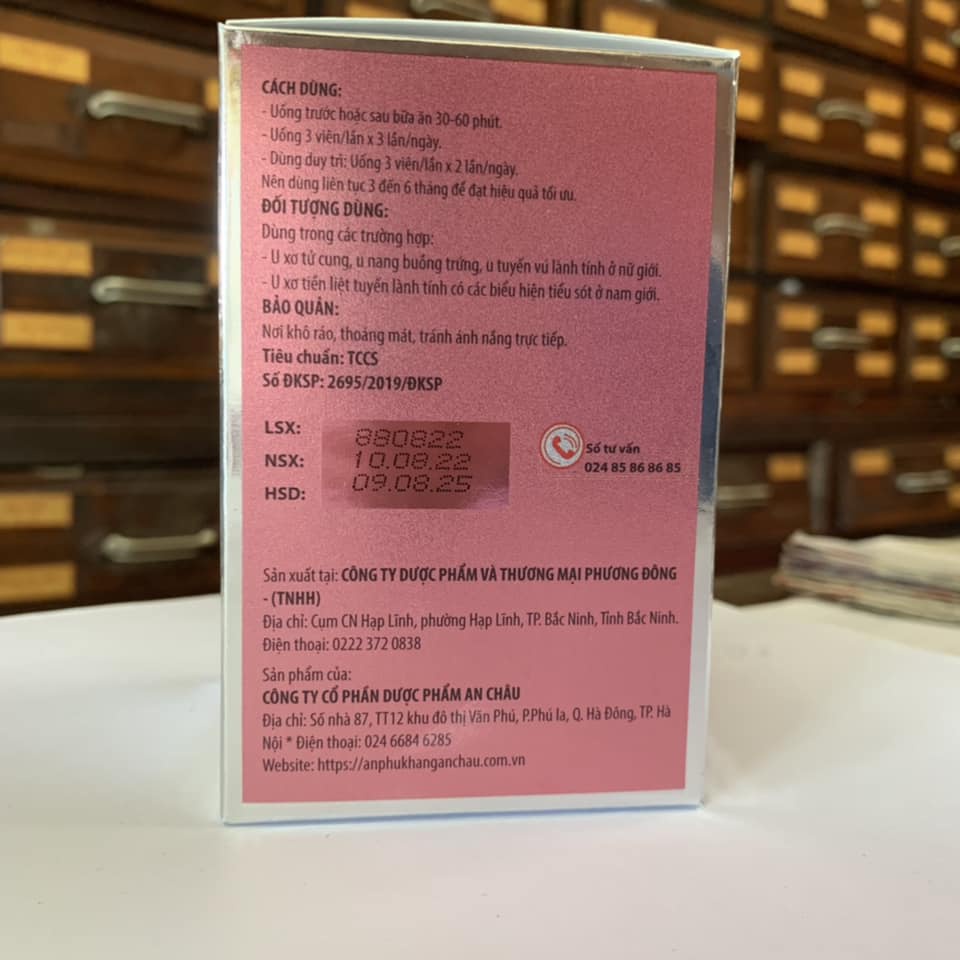 CÁCH DÙNG:
- Uống trước hoặc sau bữa ăn 30-60 phút.
- Uống 3 viên/lần x 3 lần/ngày.
- Dùng duy trì: Uống 3 viên/lần x 2 lần/ngày.
Nên dùng liên tục 3 đến 6 tháng để đạt hiệu quả tối ưu.
ĐỐI TƯỢNG DÙNG:
Dùng trong các trường hợp:
- U xơ tử cung, u nang buồng trứng, u tuyến vú lành tính ở nữ giới.
- U xơ tiền liệt tuyến lành tính có các biểu hiện tiểu sót ở nam giới.
BẢO QUẢN:
Nơi khô ráo, thoáng mát, tránh ánh nắng trực tiếp.
Tiêu chuẩn: TCCS
Số ĐKSP: 2695/2019/ĐKSP
LSX: 880822
NSX: 10.08.22
HSD: 09.08.25
Số tư vấn
024 85 86 86 85
Sản xuất tại: CÔNG TY DƯỢC PHẨM VÀ THƯƠNG MẠI PHƯƠNG ĐÔNG
- (TNHH)
Địa chỉ: Cụm CN Hạp Lĩnh, phường Hạp Lĩnh, TP. Bắc Ninh, Tỉnh Bắc Ninh.
Điện thoại: 0222 372 0838
Sản phẩm của:
CÔNG TY CỔ PHẦN DƯỢC PHẨM AN CHÂU
Địa chỉ: Số nhà 87, TT12 khu đô thị Văn Phú, P.Phú la, Q. Hà Đông, TP. Hà
Nội * Điện thoại: 024 6684 6285
Website: https://anphukhanganchau.com.vn